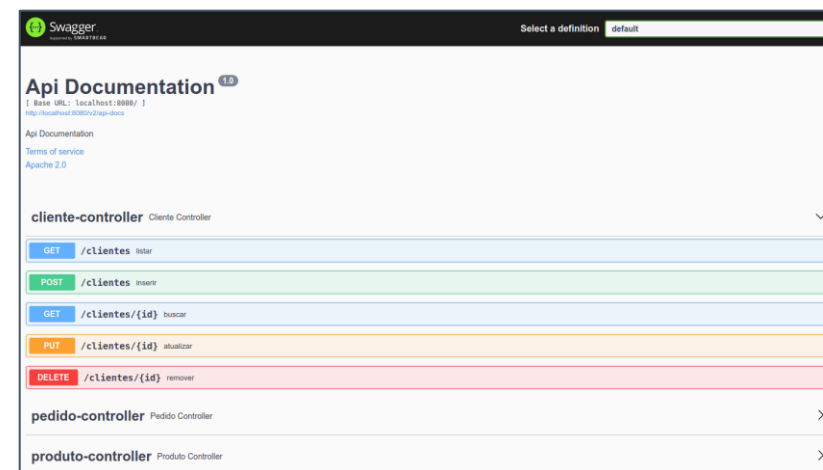 Swagger
Supported by SMARTBEAR
Select a definition default
Api Documentation 1.0
[ Base URL: localhost:8080/ ]
http://localhost:8080/v2/api-docs
Api Documentation
Terms of service
Apache 2.0
cliente-controller Cliente Controller
GET /clientes listar
POST /clientes inserir
GET /clientes/{id} buscar
PUT /clientes/{id} atualizar
DELETE /clientes/{id} remover
pedido-controller Pedido Controller
produto-controller Produto Controller